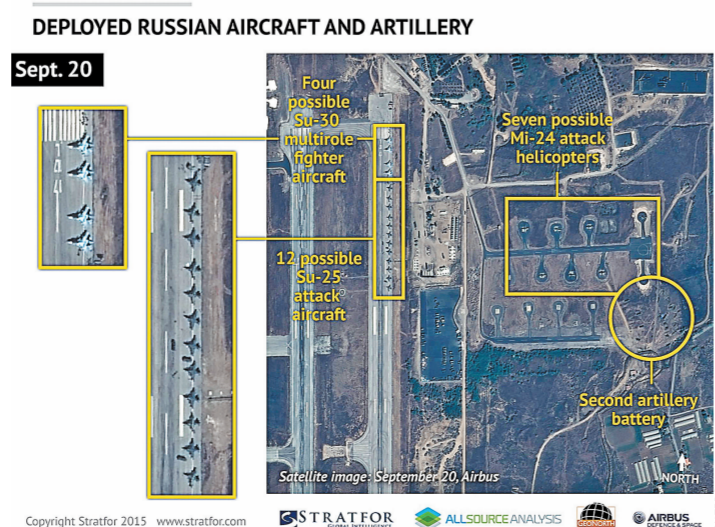 DEPLOYED RUSSIAN AIRCRAFT AND ARTILLERY
Sept. 20
Four
possible
Su-30
multirole
fighter
aircraft
Seven possible
Mi-24 attack
helicopters
12 possible
Su-25
attack
aircraft
Second artillery
battery
Satellite image: September 20, Airbus
NORTH
Copyright Stratfor 2015 www.stratfor.com
STRATFOR
GLOBAL INTELLIGENCE
ALLSOURCE ANALYSIS
GEONORTH
AIRBUS
DEFENCE & SPACE